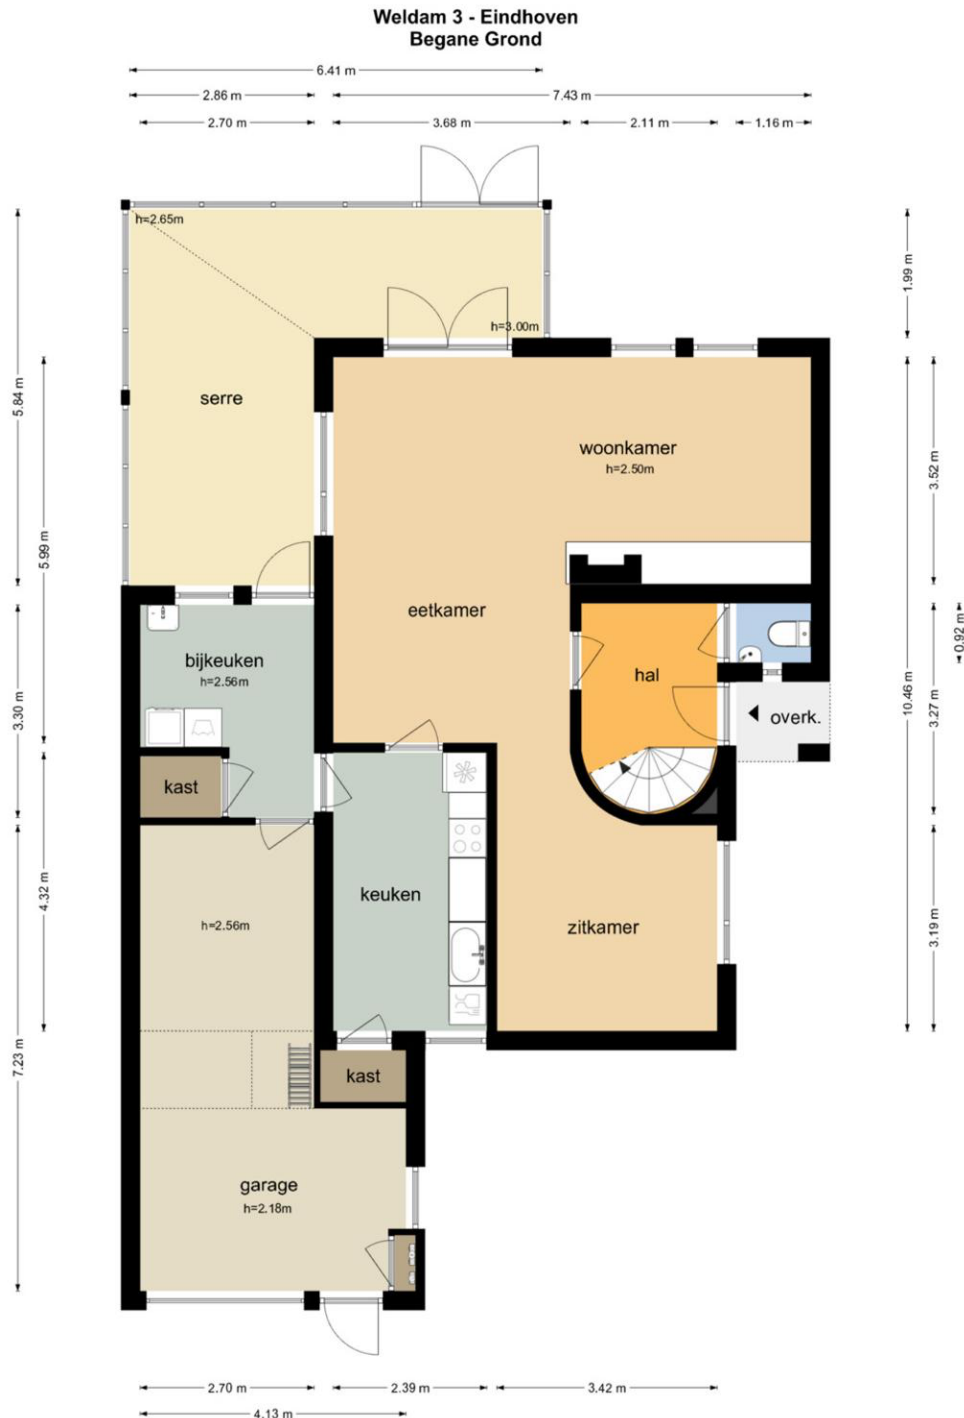 Weldam 3 - Eindhoven
Begane Grond
6.41 m
2.86 m
7.43 m
2.70 m
3.68 m
2.11 m
1.16 m
h=2.65m
1.99 m
h=3.00m
5.84 m
serre
woonkamer
h=2.50m
3.52 m
5.99 m
eetkamer
0.92 m
bijkeuken
h=2.56m
hal
3.30 m
10.46 m
3.27 m
overk.
kast
keuken
4.32 m
h=2.56m
zitkamer
3.19 m
7.23 m
kast
garage
h=2.18m
2.70 m
2.39 m
3.42 m
4.13 m